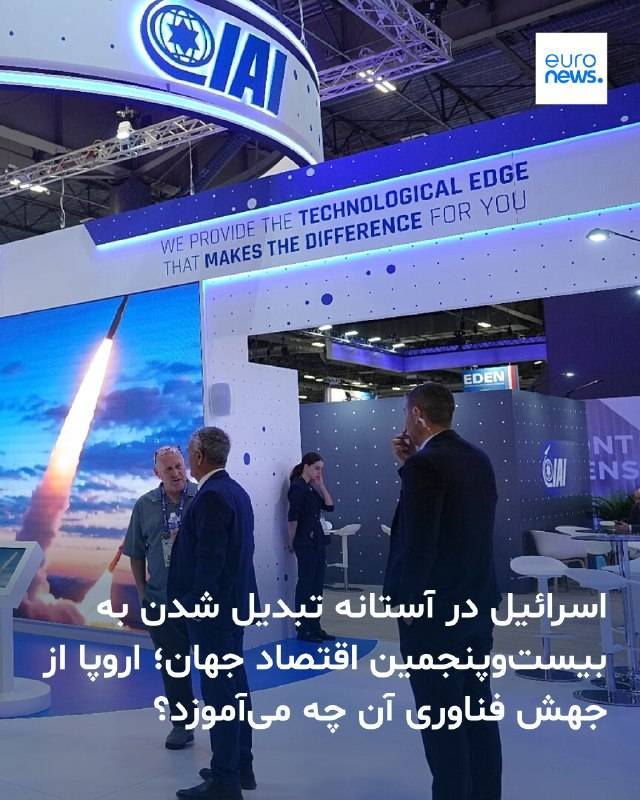 IAI
euro
news.
WE PROVIDE THE TECHNOLOGICAL EDGE
THAT MAKES THE DIFFERENCE FOR YOU
EDEN
IAI
اسرائیل در آستانه تبدیل شدن به
بیست‌وپنجمین اقتصاد جهان؛ اروپا از
جهش فناوری آن چه می‌آموزد؟